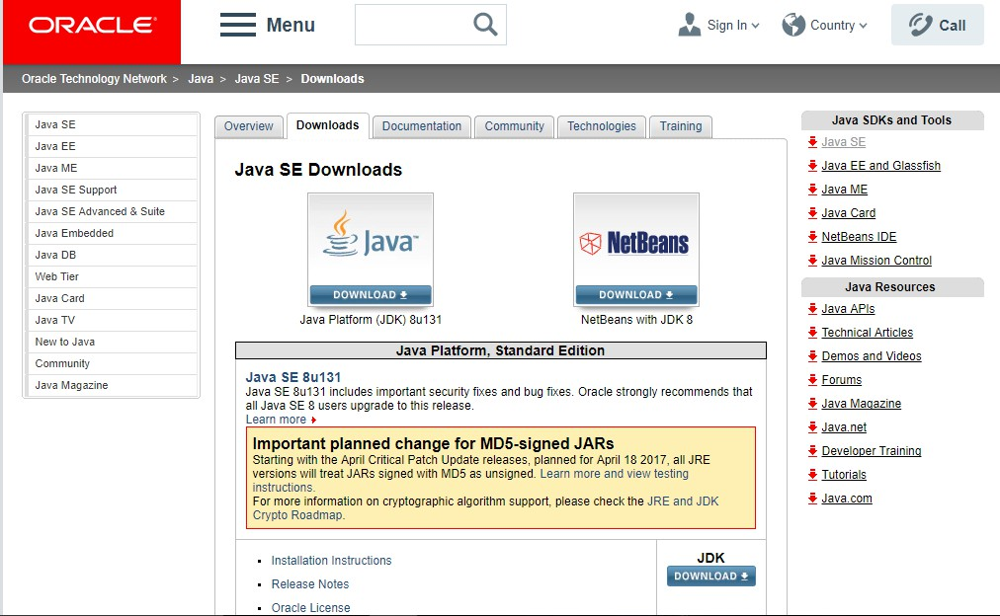 ORACLE
Menu
Sign In
Country
Call
Oracle Technology Network > Java > Java SE > Downloads
Java SE
Java EE
Java ME
Java SE Support
Java SE Advanced & Suite
Java Embedded
Java DB
Web Tier
Java Card
Java TV
New to Java
Community
Java Magazine
Overview
Downloads
Documentation
Community
Technologies
Training
Java SE Downloads
Java™
DOWNLOAD
Java Platform (JDK) 8u131
NetBeans
DOWNLOAD
NetBeans with JDK 8
Java Platform, Standard Edition
Java SE 8u131
Java SE 8u131 includes important security fixes and bug fixes. Oracle strongly recommends that
all Java SE 8 users upgrade to this release.
Learn more
Important planned change for MD5-signed JARs
Starting with the April Critical Patch Update releases, planned for April 18 2017, all JRE
versions will treat JARs signed with MD5 as unsigned. Learn more and view testing
instructions.
For more information on cryptographic algorithm support, please check the JRE and JDK
Crypto Roadmap.
Installation Instructions
Release Notes
Oracle License
JDK
DOWNLOAD
Java SDKs and Tools
Java SE
Java EE and Glassfish
Java ME
Java Card
NetBeans IDE
Java Mission Control
Java Resources
Java APIs
Technical Articles
Demos and Videos
Forums
Java Magazine
Java.net
Developer Training
Tutorials
Java.com